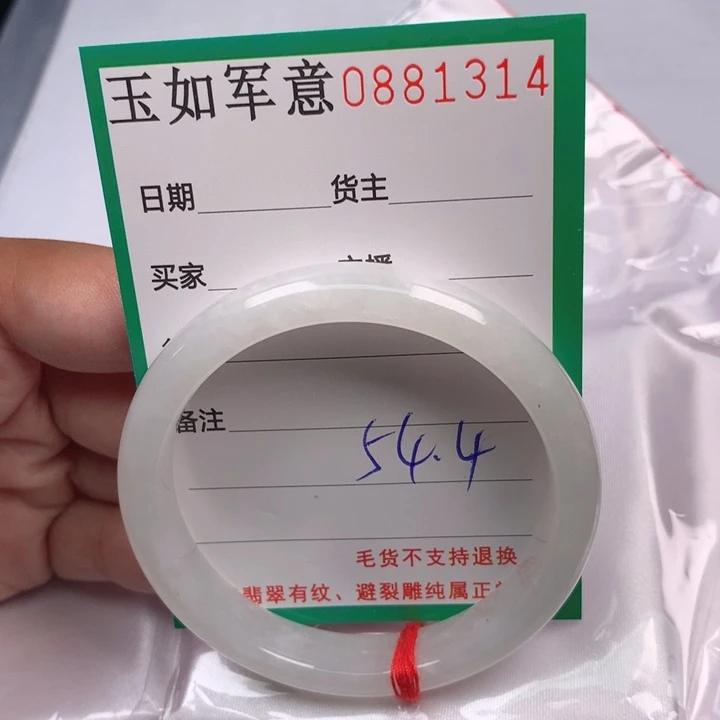 玉如军意0881314
日期 货主
买家
备注
54.4
毛货不支持退换
翡翠有纹、避裂雕纯属正